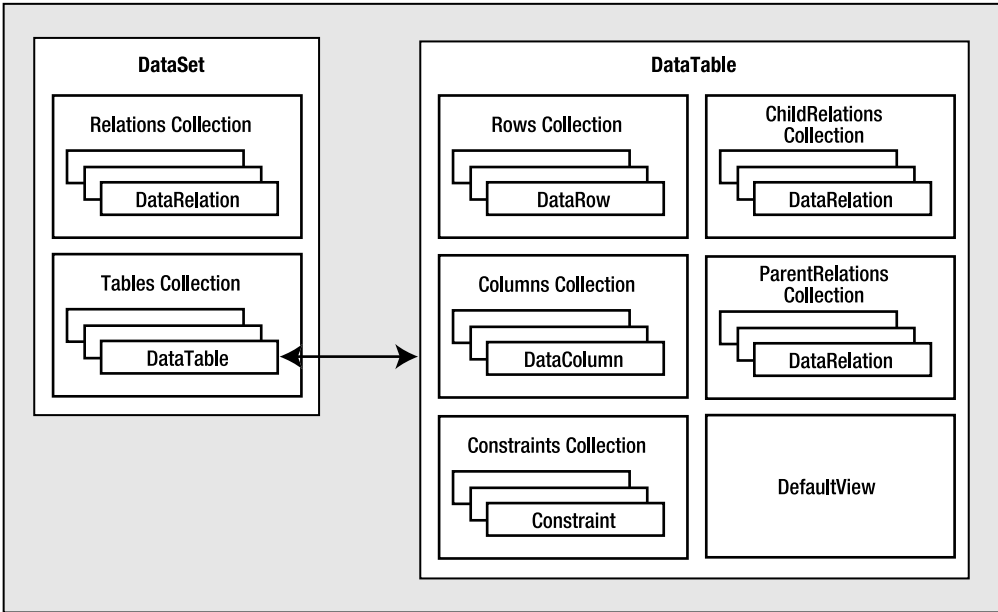 DataSet
Relations Collection
DataRelation
Tables Collection
DataTable
DataTable
Rows Collection
DataRow
ChildRelations
Collection
DataRelation
Columns Collection
DataColumn
ParentRelations
Collection
DataRelation
Constraints Collection
Constraint
DefaultView